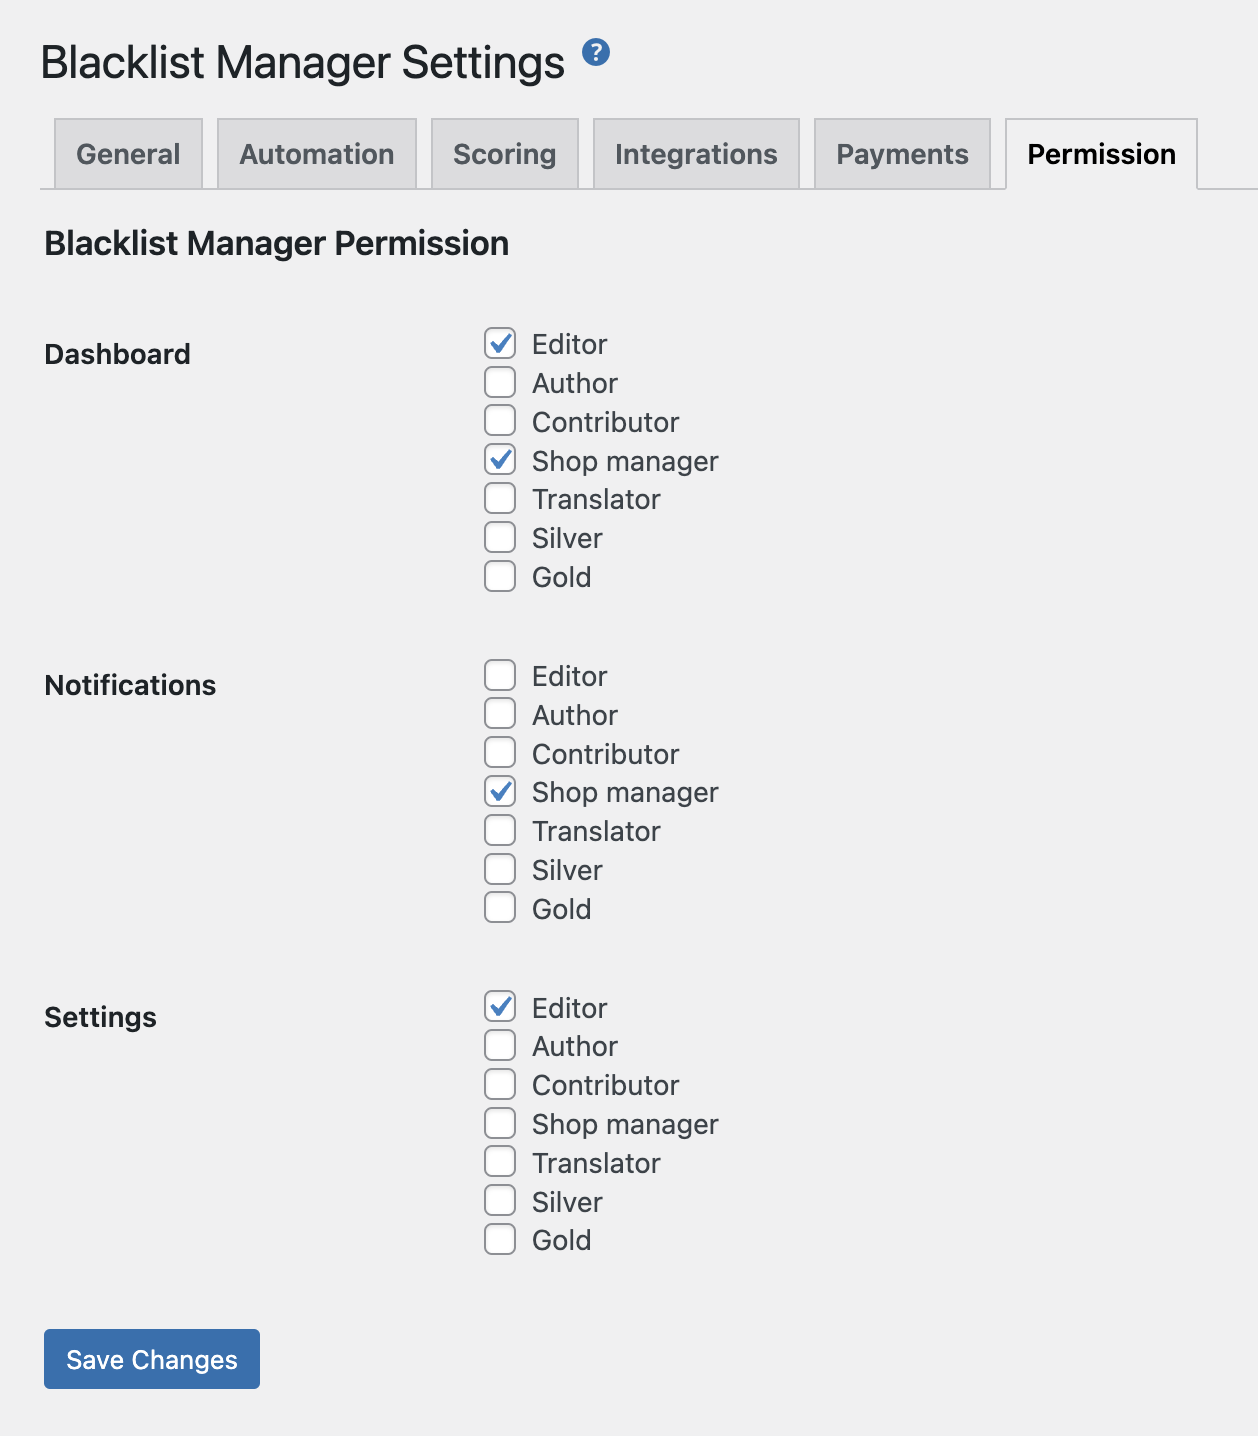 Blacklist Manager Settings ?
General Automation Scoring Integrations Payments Permission
Blacklist Manager Permission
Dashboard
Editor
Author
Contributor
Shop manager
Translator
Silver
Gold
Notifications
Editor
Author
Contributor
Shop manager
Translator
Silver
Gold
Settings
Editor
Author
Contributor
Shop manager
Translator
Silver
Gold
Save Changes